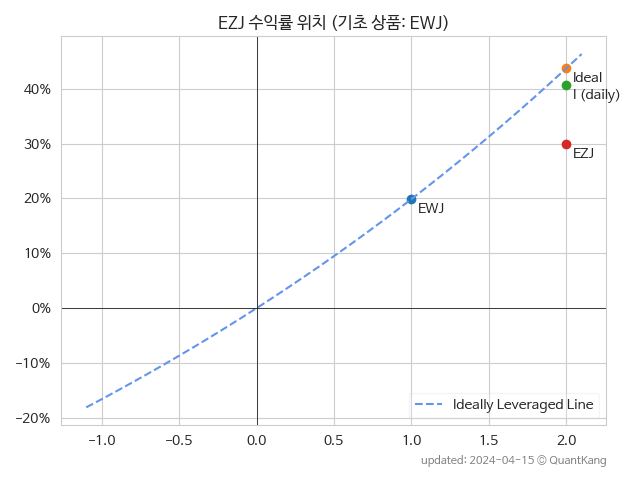 EZJ 수익률 위치 (기초 상품: EWJ)
40%
30%
20%
10%
0%
−10%
−20%
Ideal
I (daily)
EZJ
EWJ
Ideally Leveraged Line
−1.0 −0.5 0.0 0.5 1.0 1.5 2.0
updated: 2024-04-15 © QuantKang